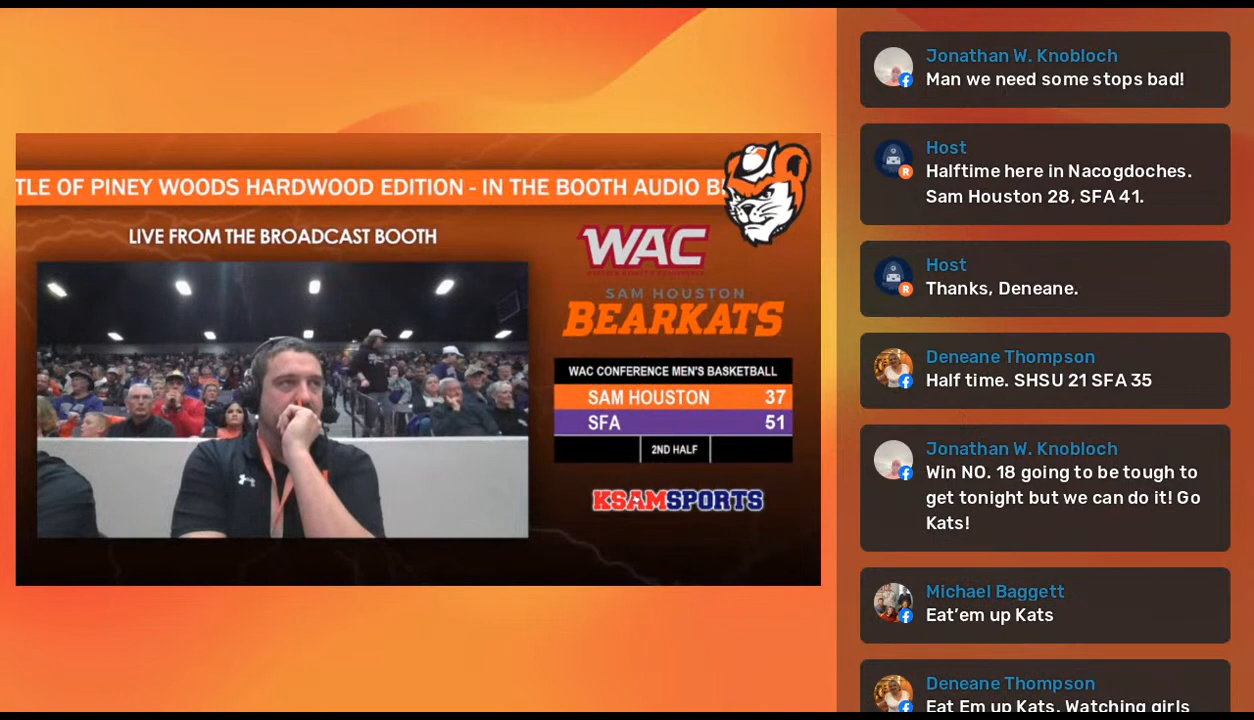 TLE OF PINEY WOODS HARDWOOD EDITION - IN THE BOOTH AUDIO B
LIVE FROM THE BROADCAST BOOTH
WAC
SAM HOUSTON
BEARKATS
WAC CONFERENCE MEN'S BASKETBALL
SAM HOUSTON 37
SFA 51
2ND HALF
KSAMSPORTS
Jonathan W. Knobloch
Man we need some stops bad!
Host
Halftime here in Nacogdoches.
Sam Houston 28, SFA 41.
Host
Thanks, Deneane.
Deneane Thompson
Half time. SHSU 21 SFA 35
Jonathan W. Knobloch
Win NO. 18 going to be tough to
get tonight but we can do it! Go
Kats!
Michael Baggett
Eat’em up Kats
Deneane Thompson
Eat Em up Kats. Watching girls